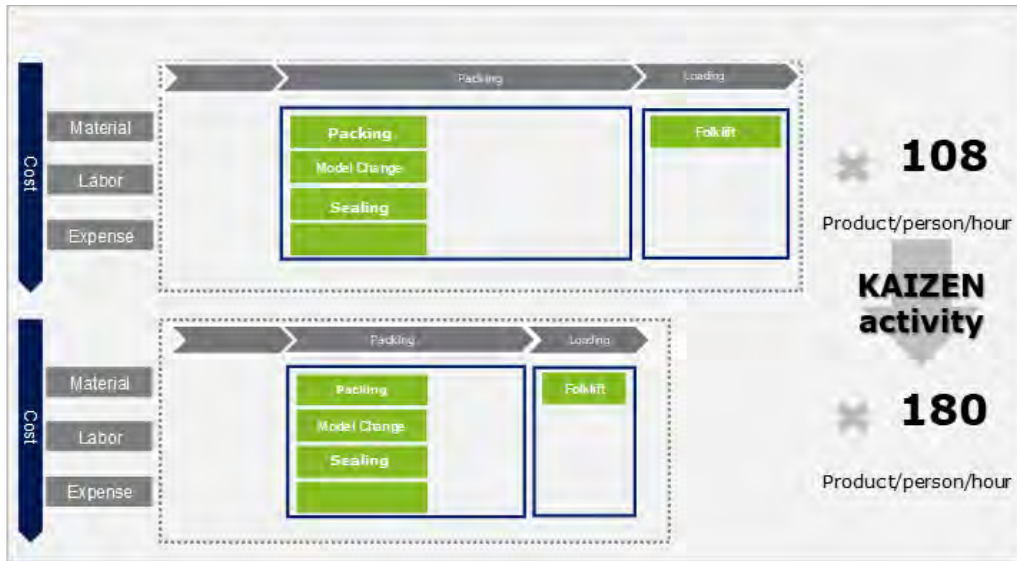 Packing
Loading
Cost
Material
Labor
Expense
Packing
Model Change
Sealing
Folklift
108
Product/person/hour
KAIZEN
activity
Packing
Loading
Cost
Material
Labor
Expense
Packing
Model Change
Sealing
Folklift
180
Product/person/hour